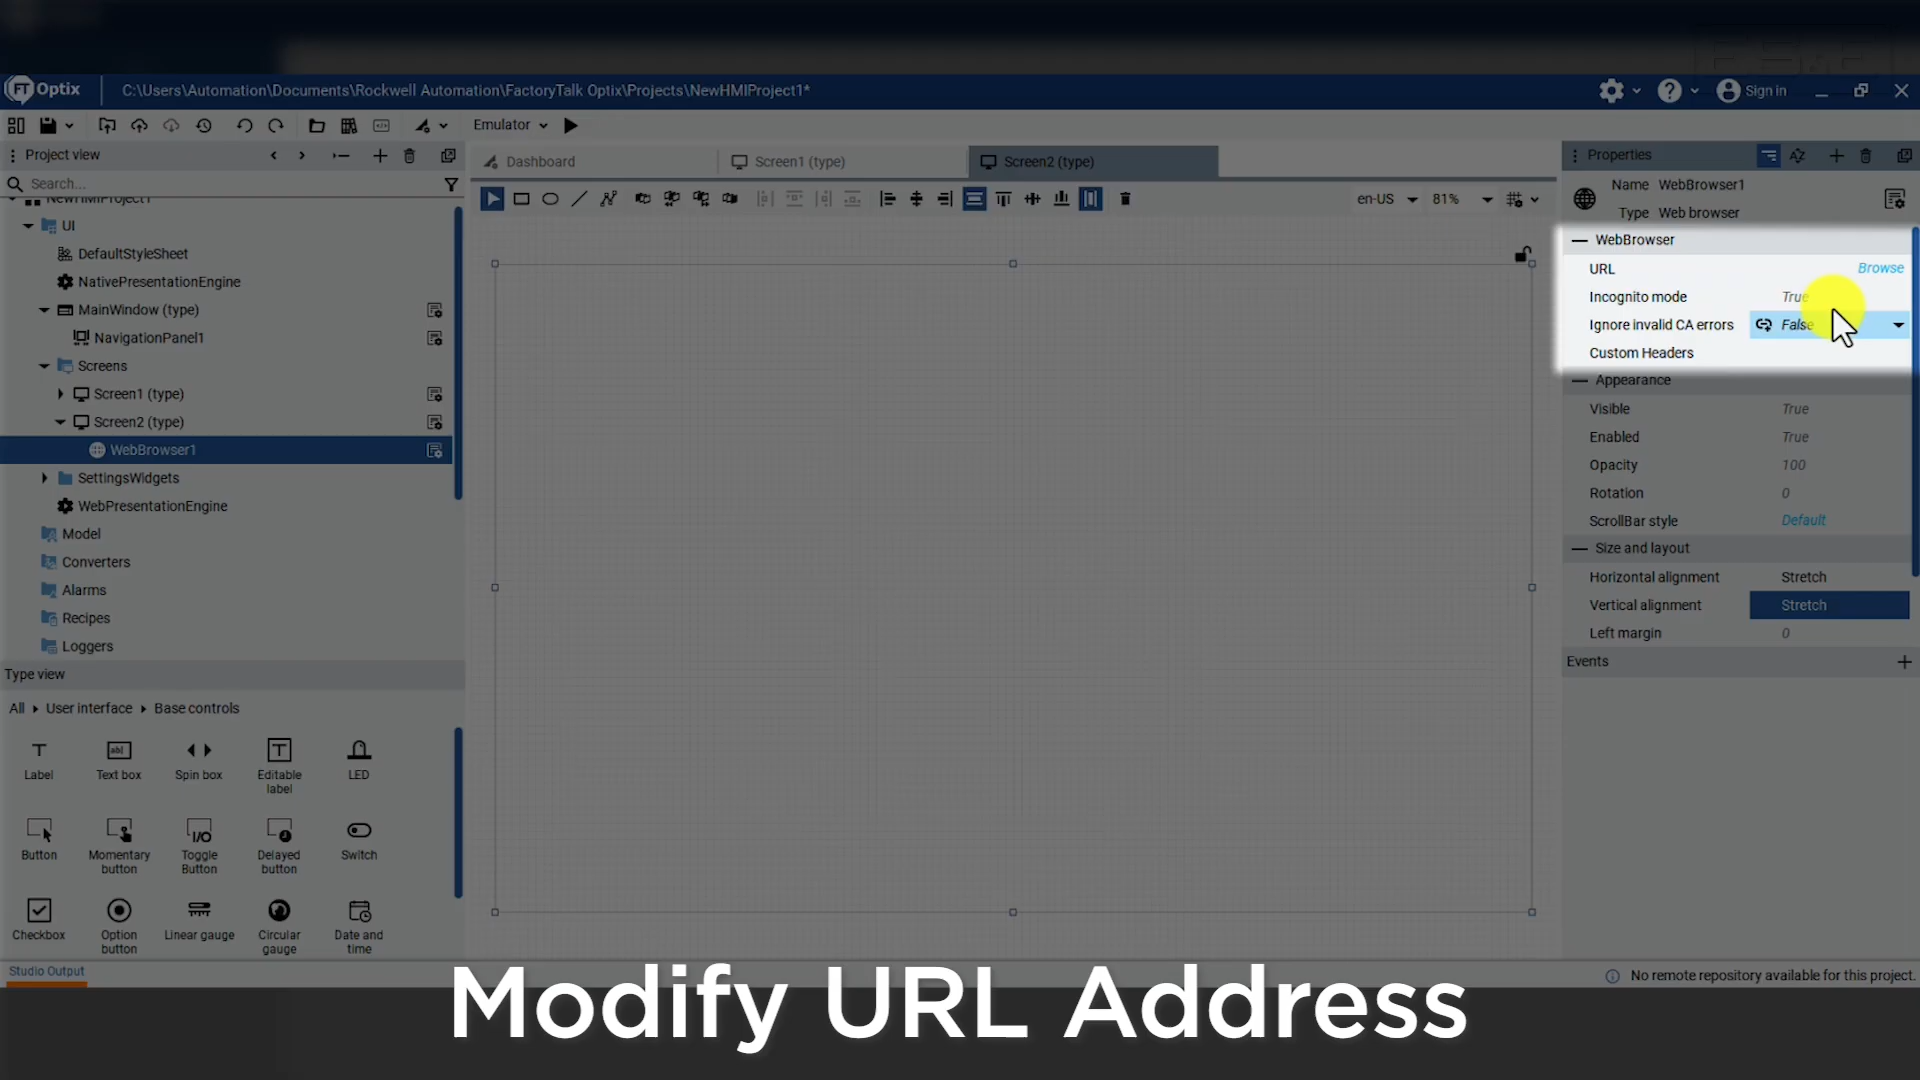 FT Optix
C:\Users\Automation\Documents\Rockwell Automation\FactoryTalk Optix\Projects\NewHMIProject1*
Sign in
Emulator
Project view
Search...
NewHMIProject1
UI
DefaultStyleSheet
NativePresentationEngine
MainWindow (type)
NavigationPanel1
Screens
Screen1 (type)
Screen2 (type)
WebBrowser1
SettingsWidgets
WebPresentationEngine
Model
Converters
Alarms
Recipes
Loggers
Type view
All
User interface
Base controls
Label
Text box
Spin box
Editable
label
LED
Button
Momentary
button
Toggle
Button
Delayed
button
Switch
Checkbox
Option
button
Linear gauge
Circular
gauge
Date and
time
Studio Output
Dashboard
Screen1 (type)
Screen2 (type)
en-US
81%
Properties
Name WebBrowser1
Type Web browser
WebBrowser
URL Browse
Incognito mode True
Ignore invalid CA errors False
Custom Headers
Appearance
Visible True
Enabled True
Opacity 100
Rotation 0
ScrollBar style Default
Size and layout
Horizontal alignment Stretch
Vertical alignment Stretch
Left margin 0
Events
No remote repository available for this project.
Modify URL Address